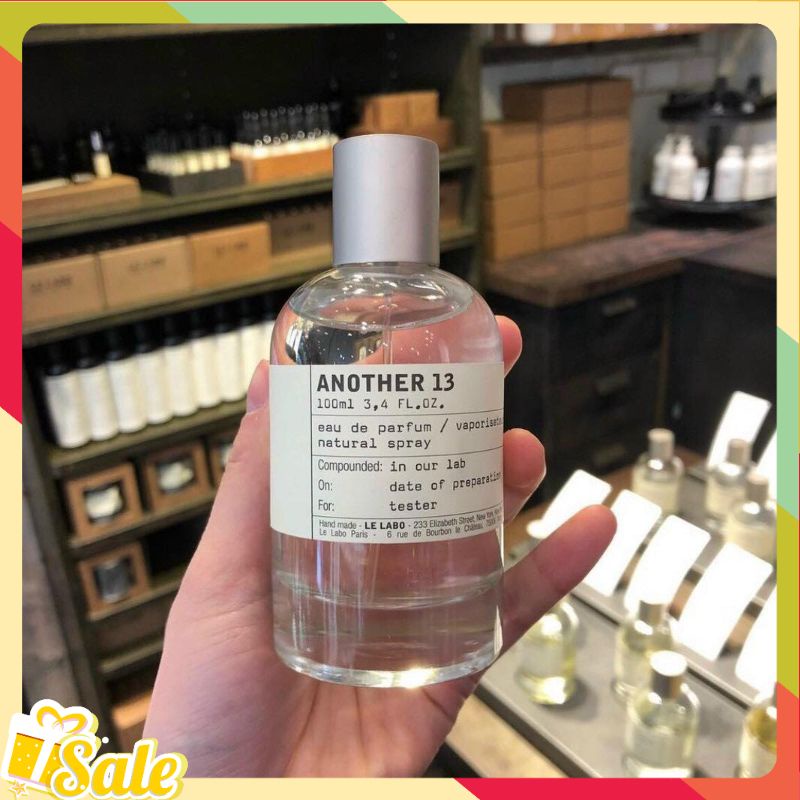 ANOTHER 13
100ml 3,4 FL.OZ.
eau de parfum /
natural spray
Compounded: in our lab
On: date of preparation
For: tester
Hand made - LE LABO - 233 Elizabeth Street, New York,
Le Labo Paris - 6 rue de Bourbon le Château,
Sale